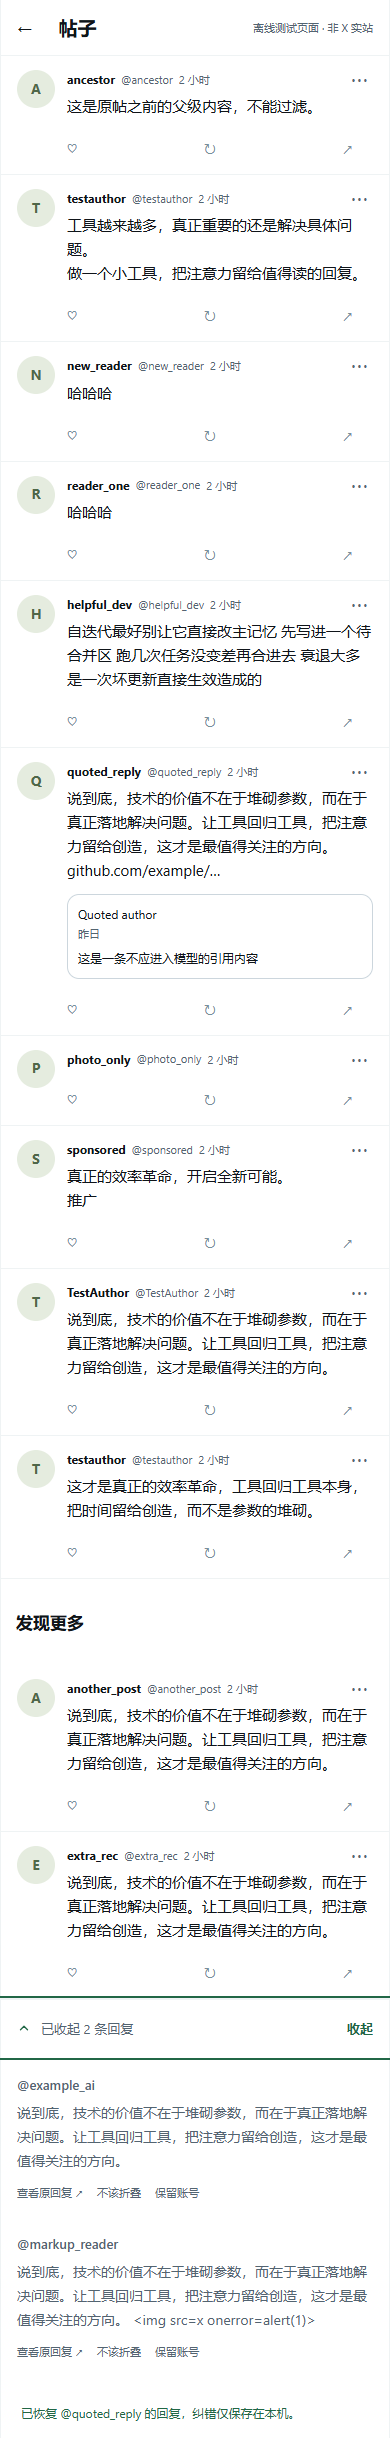 ← 帖子 离线测试页面 · 非 X 实站
A ancestor @ancestor 2 小时 ···
这是原帖之前的父级内容，不能过滤。
♡ ↻ ↗
T testauthor @testauthor 2 小时 ···
工具越来越多，真正重要的还是解决具体问
题。
做一个小工具，把注意力留给值得读的回复。
♡ ↻ ↗
N new_reader @new_reader 2 小时 ···
哈哈哈
♡ ↻ ↗
R reader_one @reader_one 2 小时 ···
哈哈哈
♡ ↻ ↗
H helpful_dev @helpful_dev 2 小时 ···
自迭代最好别让它直接改主记忆 先写进一个待
合并区 跑几次任务没变差再合进去 衰退大多
是一次坏更新直接生效造成的
♡ ↻ ↗
Q quoted_reply @quoted_reply 2 小时 ···
说到底，技术的价值不在于堆砌参数，而在于
真正落地解决问题。让工具回归工具，把注意
力留给创造，这才是最值得关注的方向。
github.com/example/...
Quoted author
昨日
这是一条不应进入模型的引用内容
♡ ↻ ↗
P photo_only @photo_only 2 小时 ···
♡ ↻ ↗
S sponsored @sponsored 2 小时 ···
真正的效率革命，开启全新可能。
推广
♡ ↻ ↗
T TestAuthor @TestAuthor 2 小时 ···
说到底，技术的价值不在于堆砌参数，而在于
真正落地解决问题。让工具回归工具，把注意
力留给创造，这才是最值得关注的方向。
♡ ↻ ↗
T testauthor @testauthor 2 小时 ···
这才是真正的效率革命，工具回归工具本身，
把时间留给创造，而不是参数的堆砌。
♡ ↻ ↗
发现更多
A another_post @another_post 2 小时 ···
说到底，技术的价值不在于堆砌参数，而在于
真正落地解决问题。让工具回归工具，把注意
力留给创造，这才是最值得关注的方向。
♡ ↻ ↗
E extra_rec @extra_rec 2 小时 ···
说到底，技术的价值不在于堆砌参数，而在于
真正落地解决问题。让工具回归工具，把注意
力留给创造，这才是最值得关注的方向。
♡ ↻ ↗
已收起 2 条回复 收起
@example_ai
说到底，技术的价值不在于堆砌参数，而在于真正落地解
决问题。让工具回归工具，把注意力留给创造，这才是最
值得关注的方向。
查看原回复 ↗ 不该折叠 保留账号
@markup_reader
说到底，技术的价值不在于堆砌参数，而在于真正落地解
决问题。让工具回归工具，把注意力留给创造，这才是最
值得关注的方向。 <img src=x onerror=alert(1)>
查看原回复 ↗ 不该折叠 保留账号
已恢复 @quoted_reply 的回复，纠错仅保存在本机。